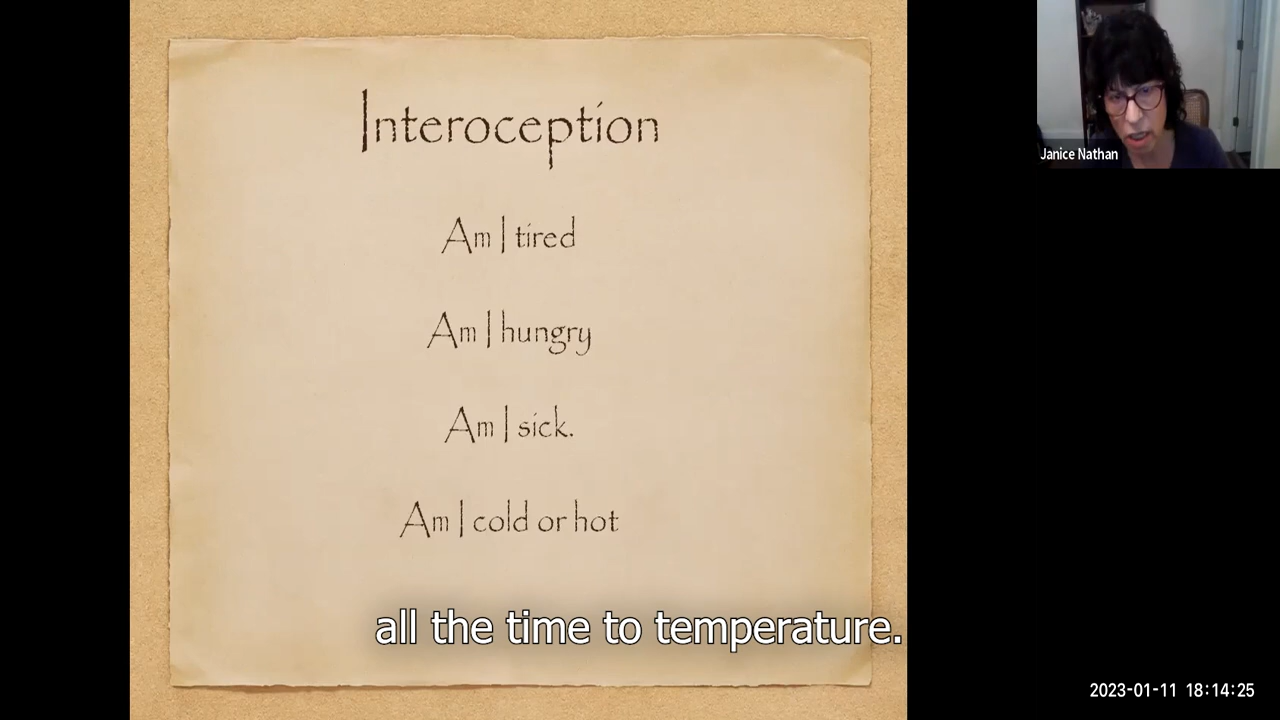 Interoception
Am I tired
Am I hungry
Am I sick.
Am I cold or hot
all the time to temperature.
Janice Nathan
2023-01-11 18:14:25